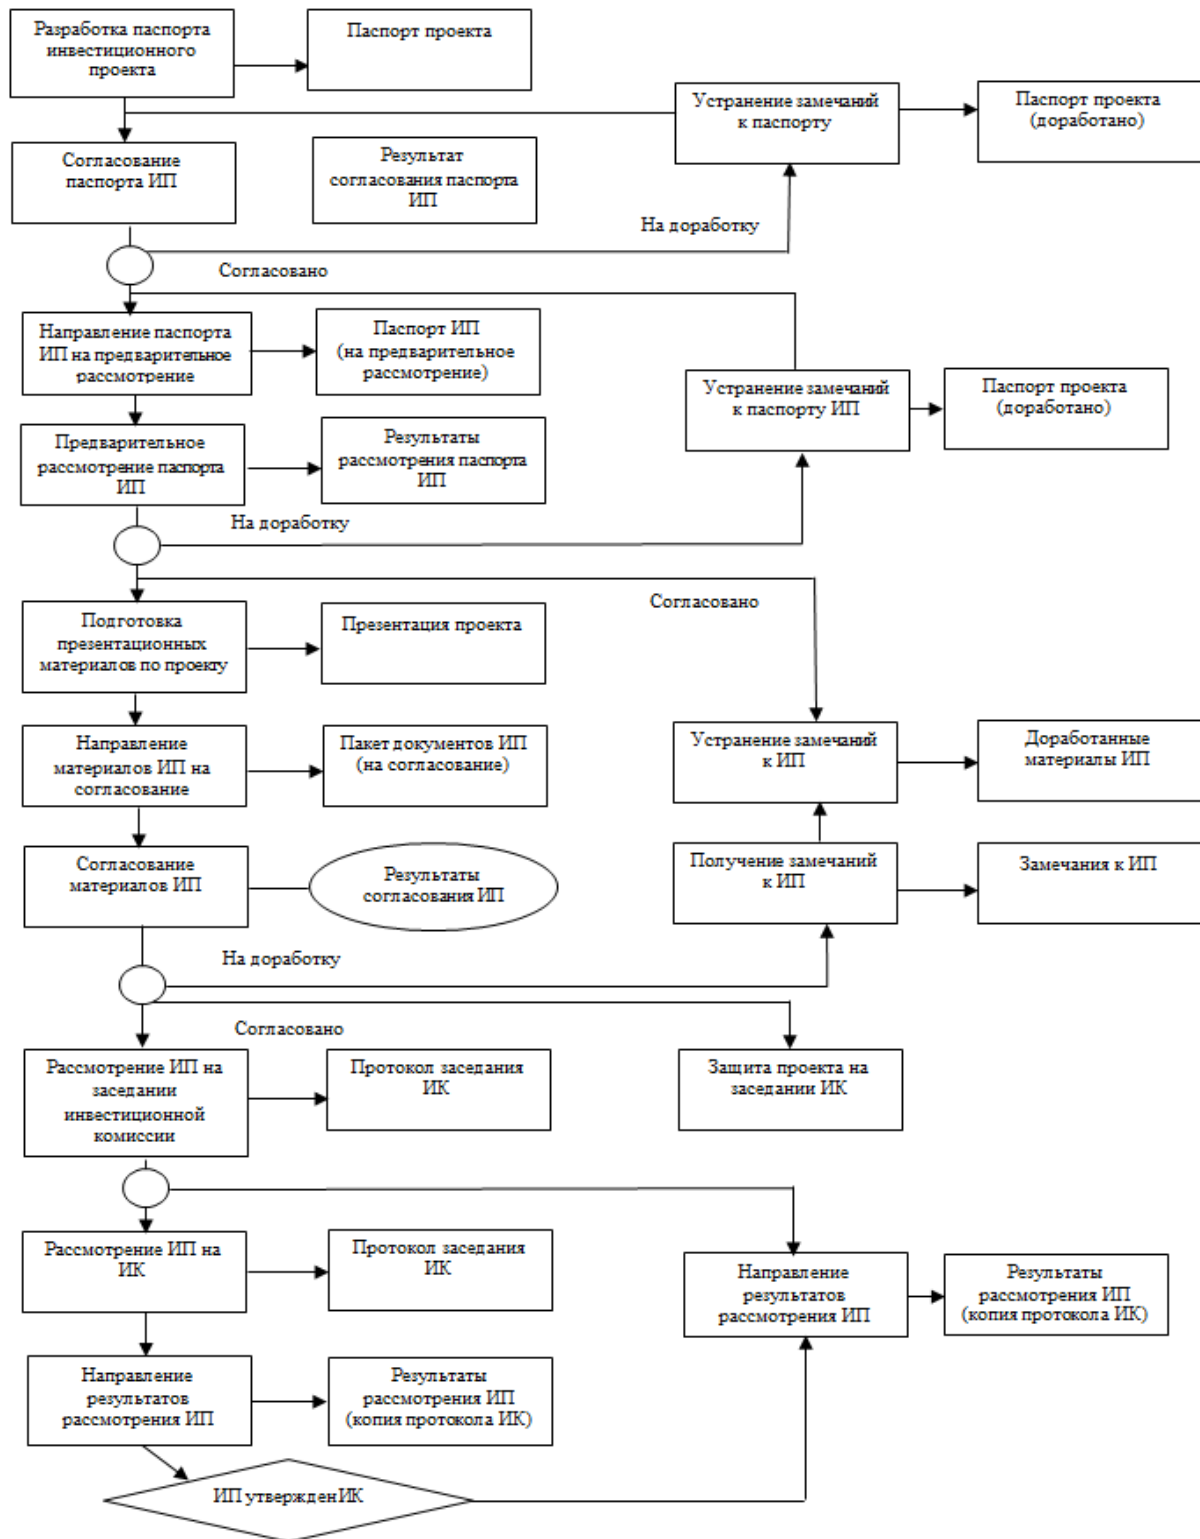 Разработка паспорта
инвестиционного
проекта
Паспорт проекта
Устранение замечаний
к паспорту
Паспорт проекта
(доработано)
Согласование
паспорта ИП
Результат
согласования паспорта
ИП
На доработку
Согласовано
Направление паспорта
ИП на предварительное
рассмотрение
Паспорт ИП
(на предварительное
рассмотрение)
Устранение замечаний
к паспорту ИП
Паспорт проекта
(доработано)
Предварительное
рассмотрение паспорта
ИП
Результаты
рассмотрения паспорта
ИП
На доработку
Согласовано
Подготовка
презентационных
материалов по проекту
Презентация проекта
Направление
материалов ИП на
согласование
Пакет документов ИП
(на согласование)
Устранение замечаний
к ИП
Доработанные
материалы ИП
Согласование
материалов ИП
Результаты
согласования ИП
Получение замечаний
к ИП
Замечания к ИП
На доработку
Согласовано
Рассмотрение ИП на
заседании
инвестиционной
комиссии
Протокол заседания
ИК
Защита проекта на
заседании ИК
Рассмотрение ИП на
ИК
Протокол заседания
ИК
Направление
результатов
рассмотрения ИП
Результаты
рассмотрения ИП
(копия протокола ИК)
Направление
результатов
рассмотрения ИП
Результаты
рассмотрения ИП
(копия протокола ИК)
ИП утвержден ИК